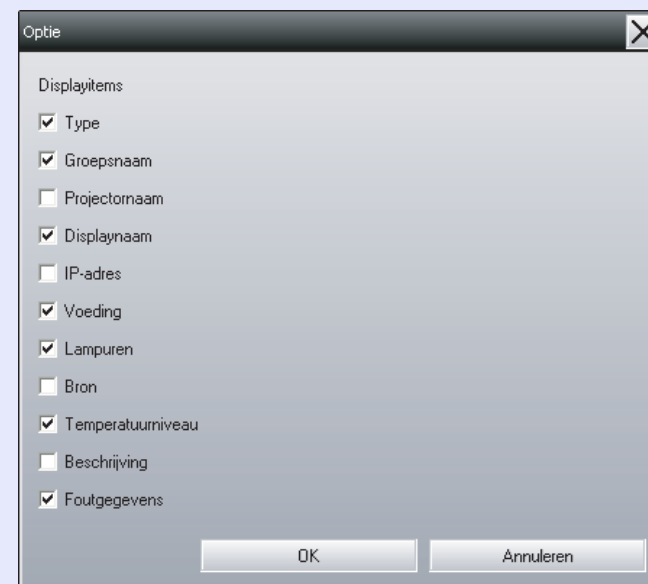 Optie
Displayitems
Type
Groepsnaam
Projectornaam
Displaynaam
IP-adres
Voeding
Lampuren
Bron
Temperatuurniveau
Beschrijving
Foutgegevens
OK Annuleren